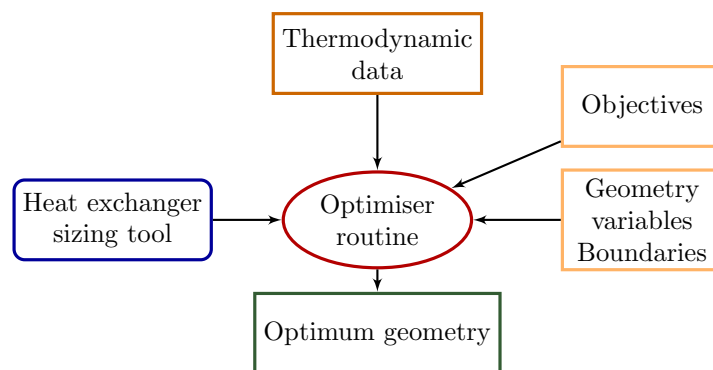 Thermodynamic
data
Objectives
Heat exchanger
sizing tool
Optimiser
routine
Geometry
variables
Boundaries
Optimum geometry